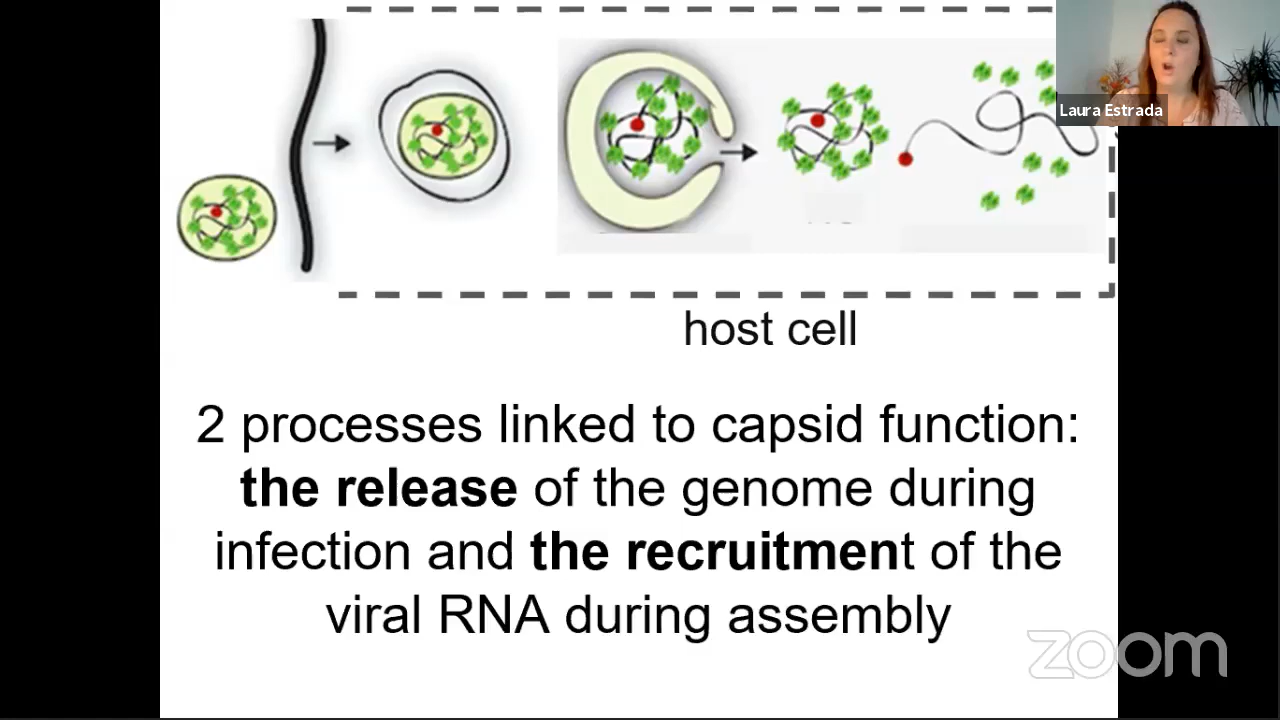 Laura Estrada
host cell
2 processes linked to capsid function:
the release of the genome during
infection and the recruitment of the
viral RNA during assembly
zoom